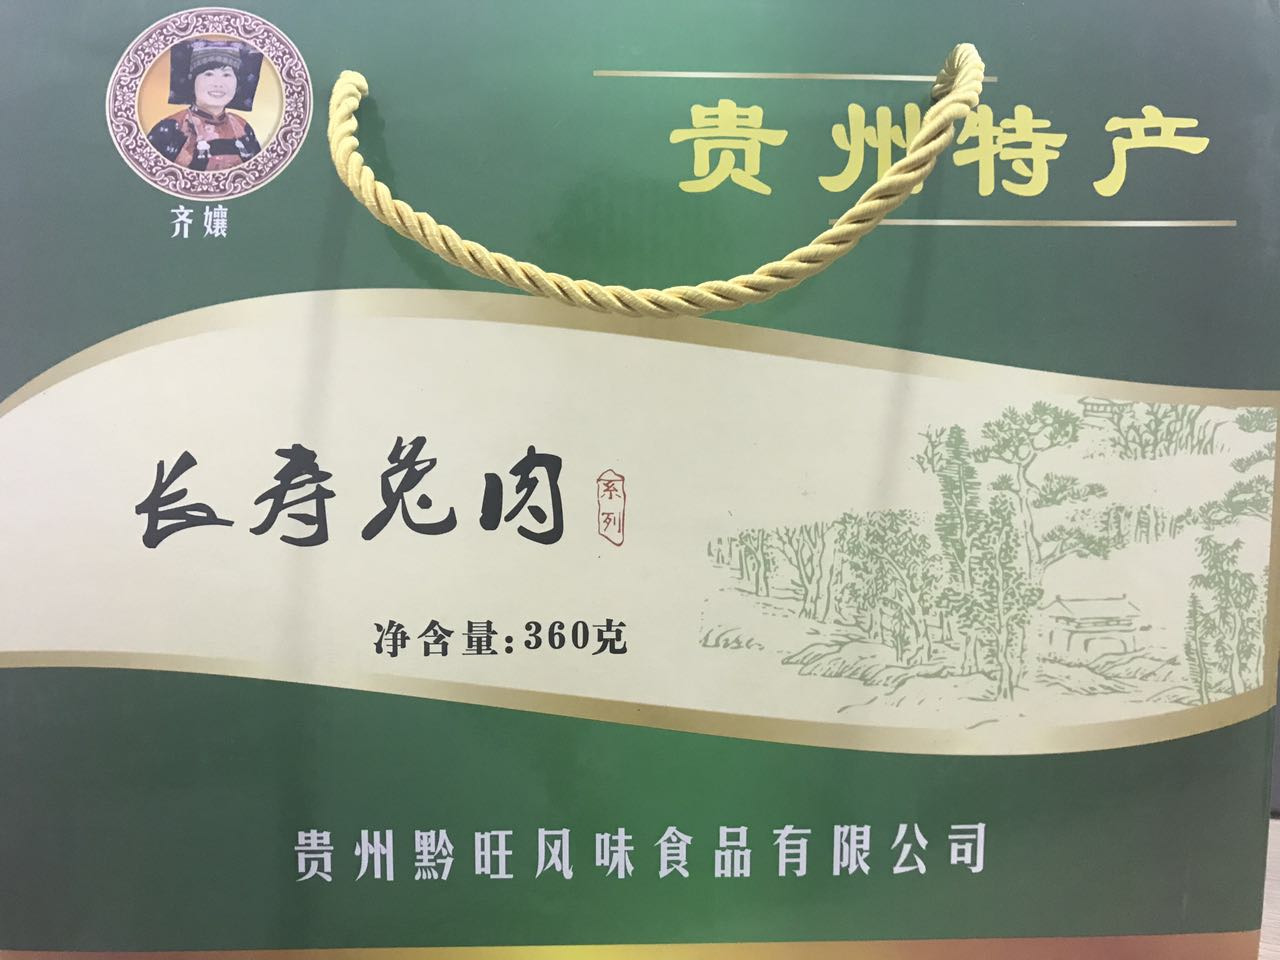 贵州特产
齐孃
长寿兔肉
系列
净含量:360克
贵州黔旺风味食品有限公司